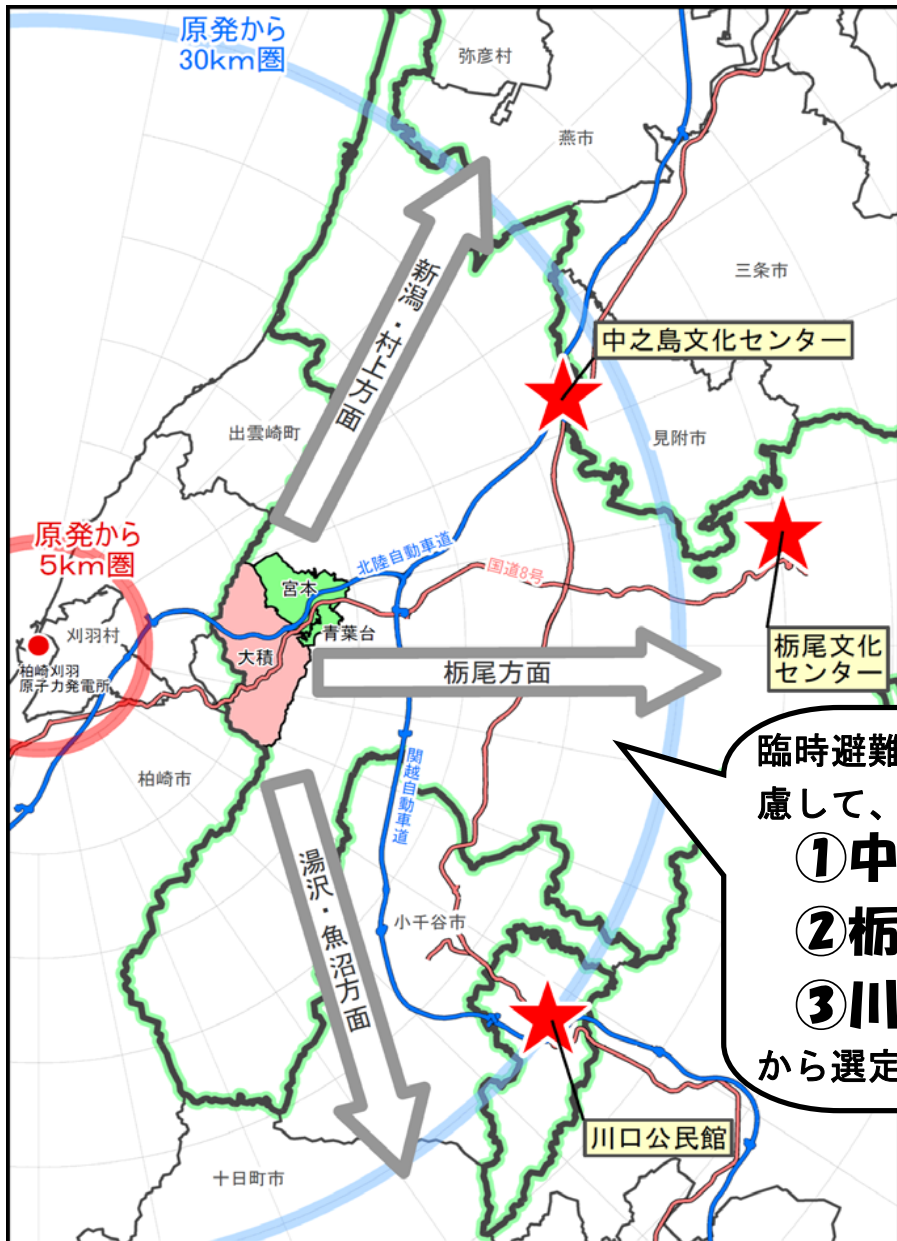 原発から
30km圏
弥彦村
燕市
三条市
新潟・村上方面
中之島文化センター
出雲崎町
見附市
原発から
5km圏
北陸自動車道
国道8号
宮本
青葉台
刈羽村
大積
柏崎刈羽
原子力発電所
栃尾方面
栃尾文化
センター
柏崎市
関越自動車道
臨時避難
慮して、
①中
②栃
③川
から選定
湯沢・魚沼方面
小千谷市
川口公民館
十日町市